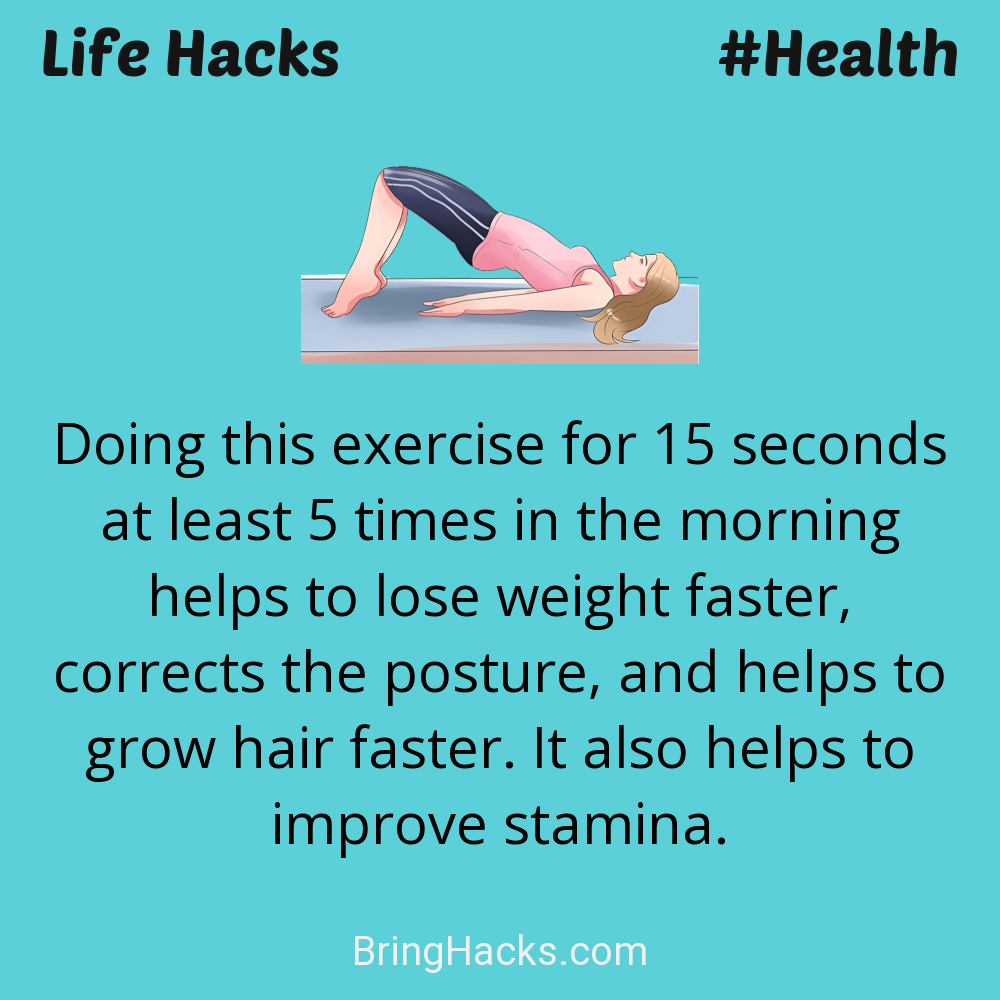 Life Hacks
#Health
Doing this exercise for 15 seconds
at least 5 times in the morning
helps to lose weight faster,
corrects the posture, and helps to
grow hair faster. It also helps to
improve stamina.
BringHacks.com